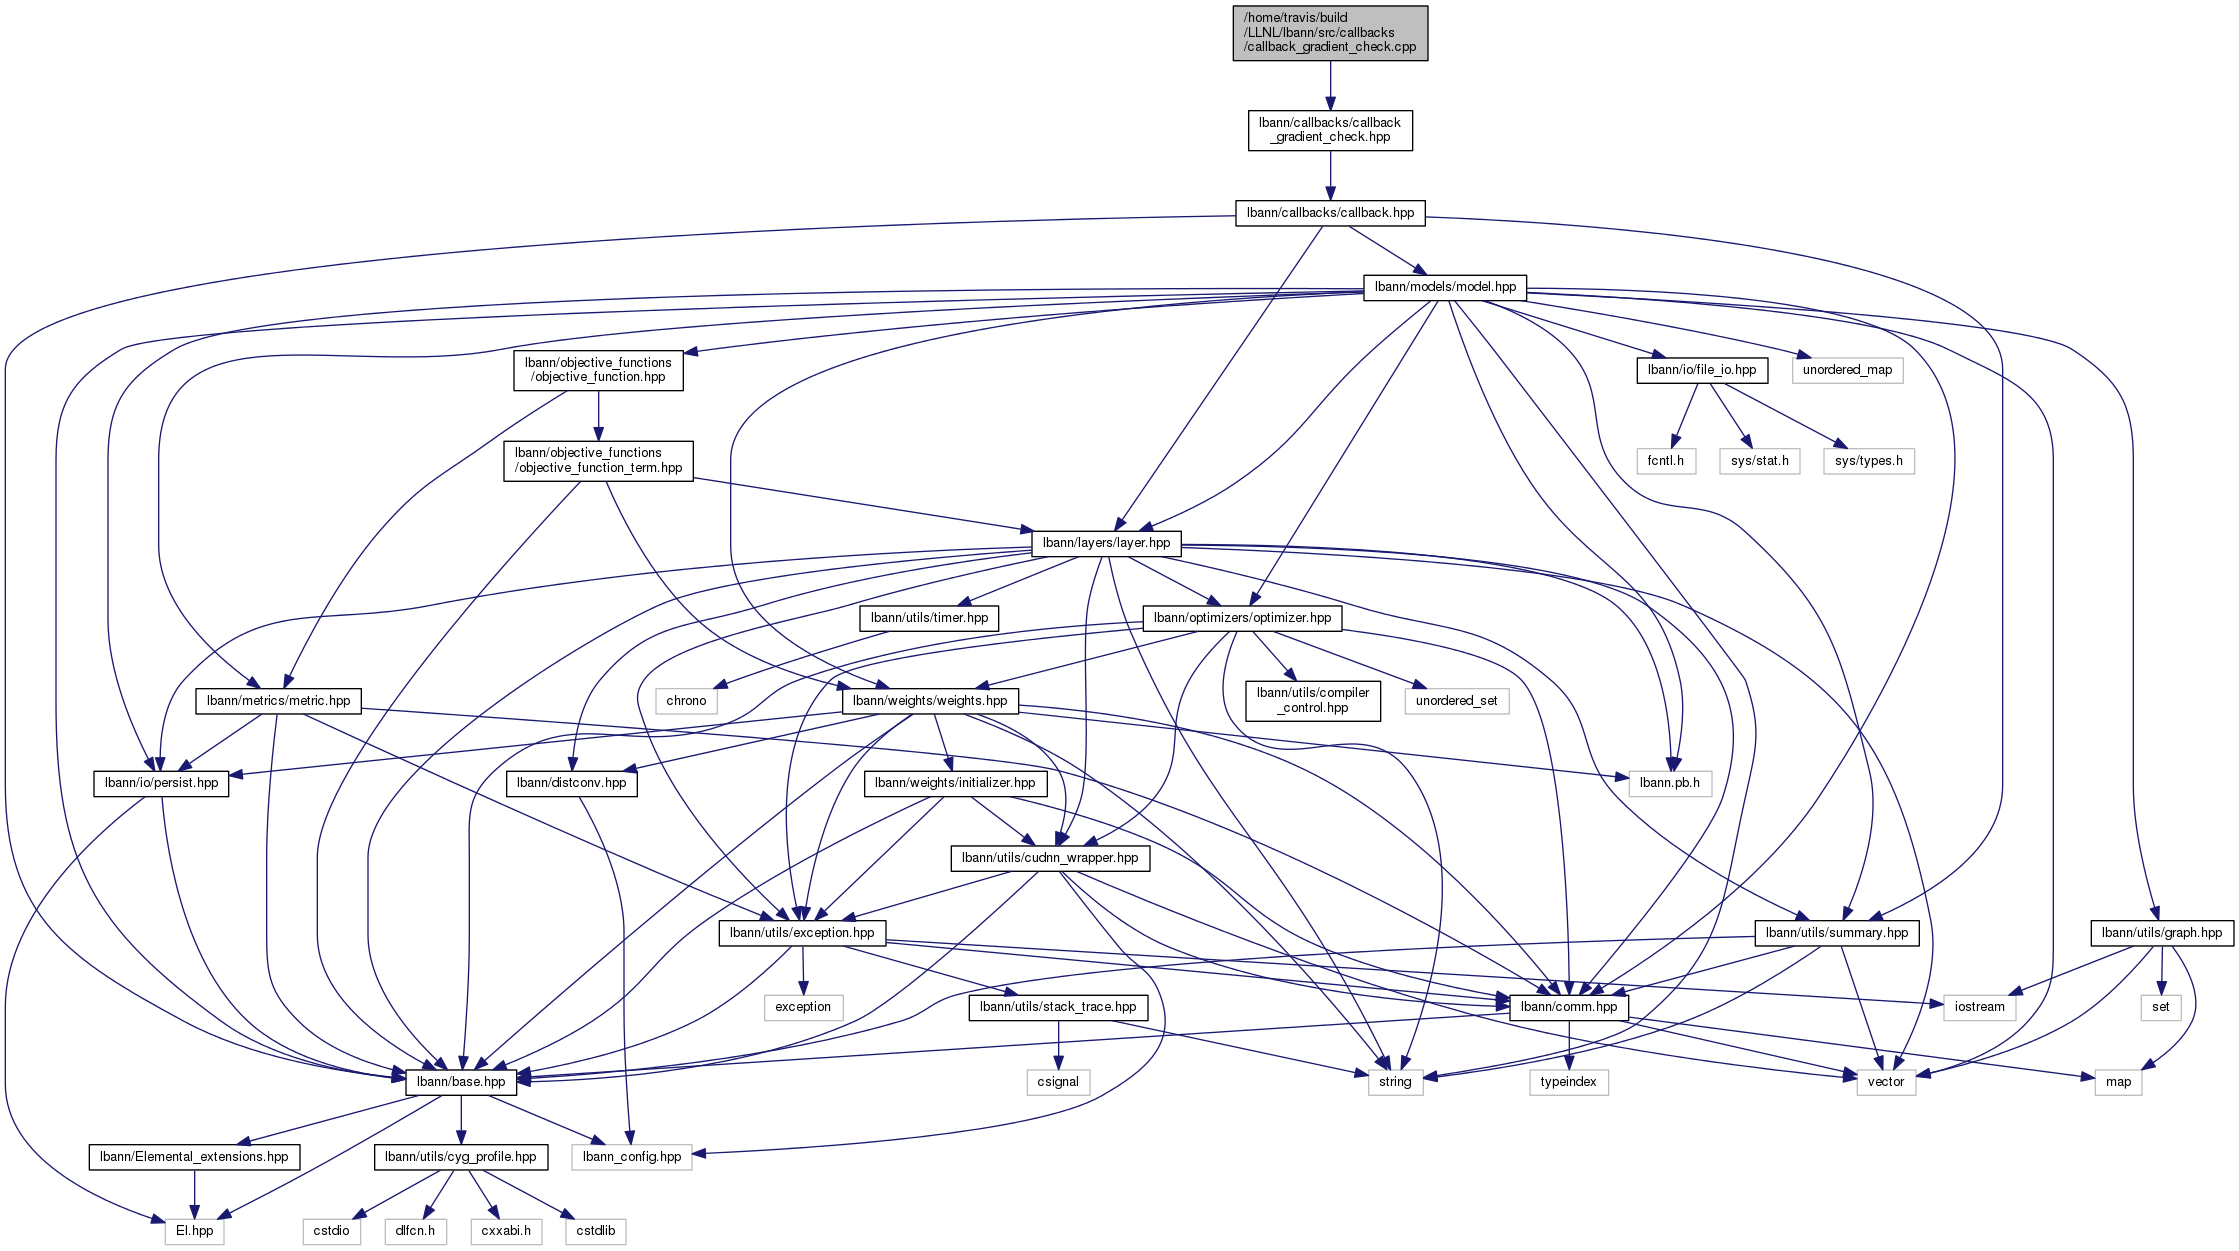 /home/travis/build
/LLNL/lbann/src/callbacks
/callback_gradient_check.cpp
lbann/callbacks/callback
_gradient_check.hpp
lbann/callbacks/callback.hpp
lbann/models/model.hpp
lbann/objective_functions
/objective_function.hpp
lbann/io/file_io.hpp
unordered_map
lbann/objective_functions
/objective_function_term.hpp
fcntl.h
sys/stat.h
sys/types.h
lbann/layers/layer.hpp
lbann/utils/timer.hpp
lbann/optimizers/optimizer.hpp
lbann/metrics/metric.hpp
chrono
lbann/weights/weights.hpp
lbann/utils/compiler
_control.hpp
unordered_set
lbann/io/persist.hpp
lbann/distconv.hpp
lbann/weights/initializer.hpp
lbann.pb.h
lbann/utils/cudnn_wrapper.hpp
lbann/utils/exception.hpp
lbann/utils/summary.hpp
lbann/utils/graph.hpp
exception
lbann/utils/stack_trace.hpp
lbann/comm.hpp
iostream
set
lbann/base.hpp
csignal
string
typeindex
vector
map
lbann/Elemental_extensions.hpp
lbann/utils/cyg_profile.hpp
lbann_config.hpp
El.hpp
cstdio
dlfcn.h
cxxabi.h
cstdlib